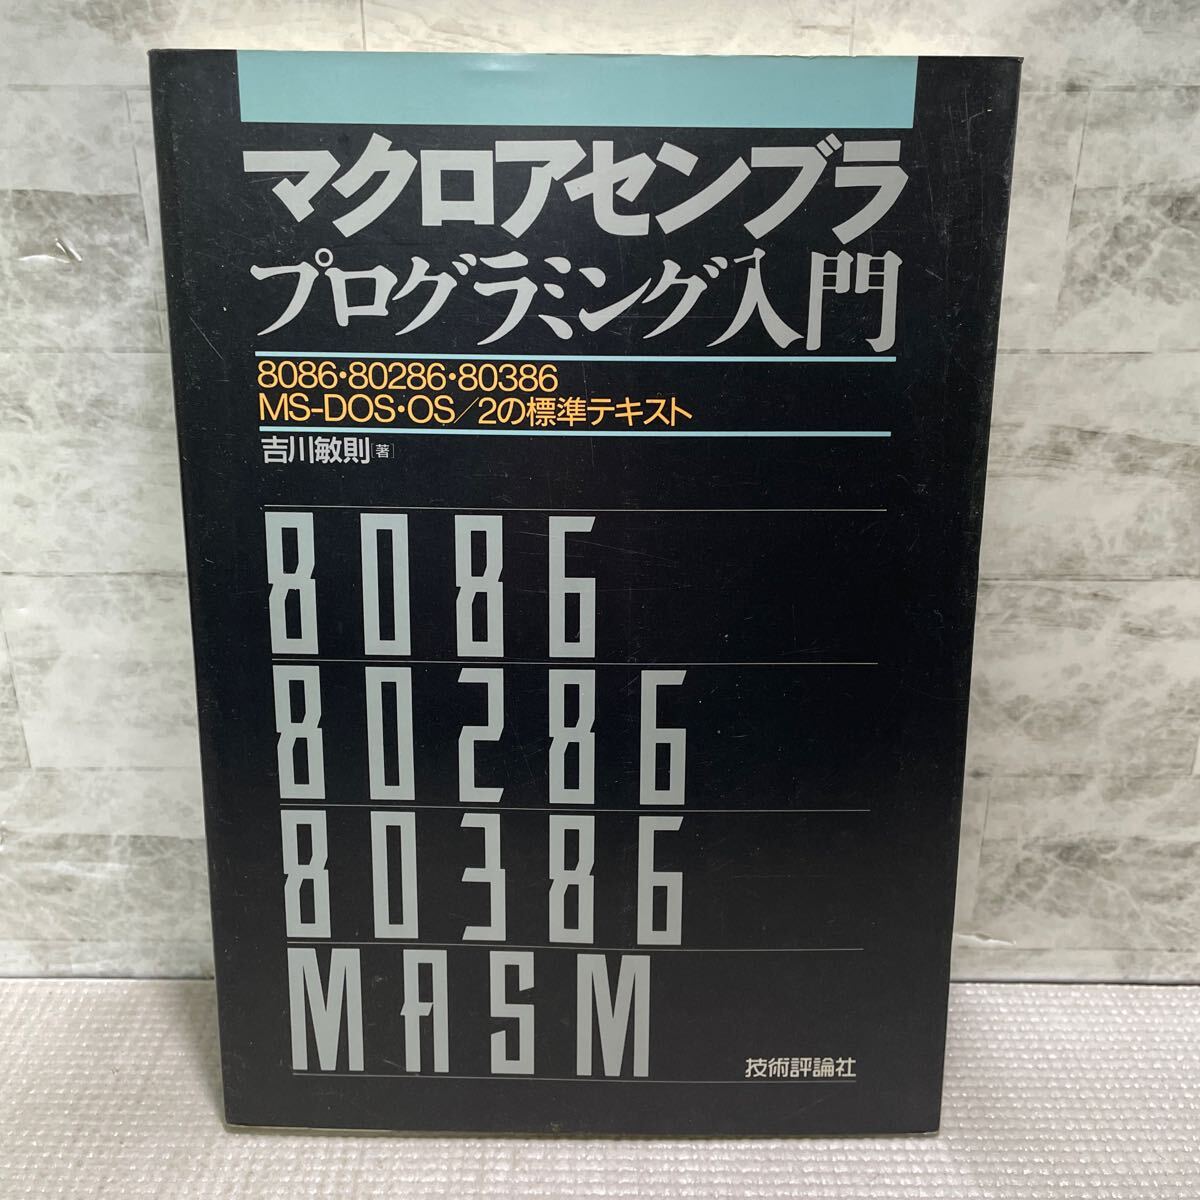 マクロアセンブラ
プログラミング入門
8086・80286・80386
MS-DOS・OS/2の標準テキスト
吉川敏則[著]
8086
80286
80386
MASM
技術評論社